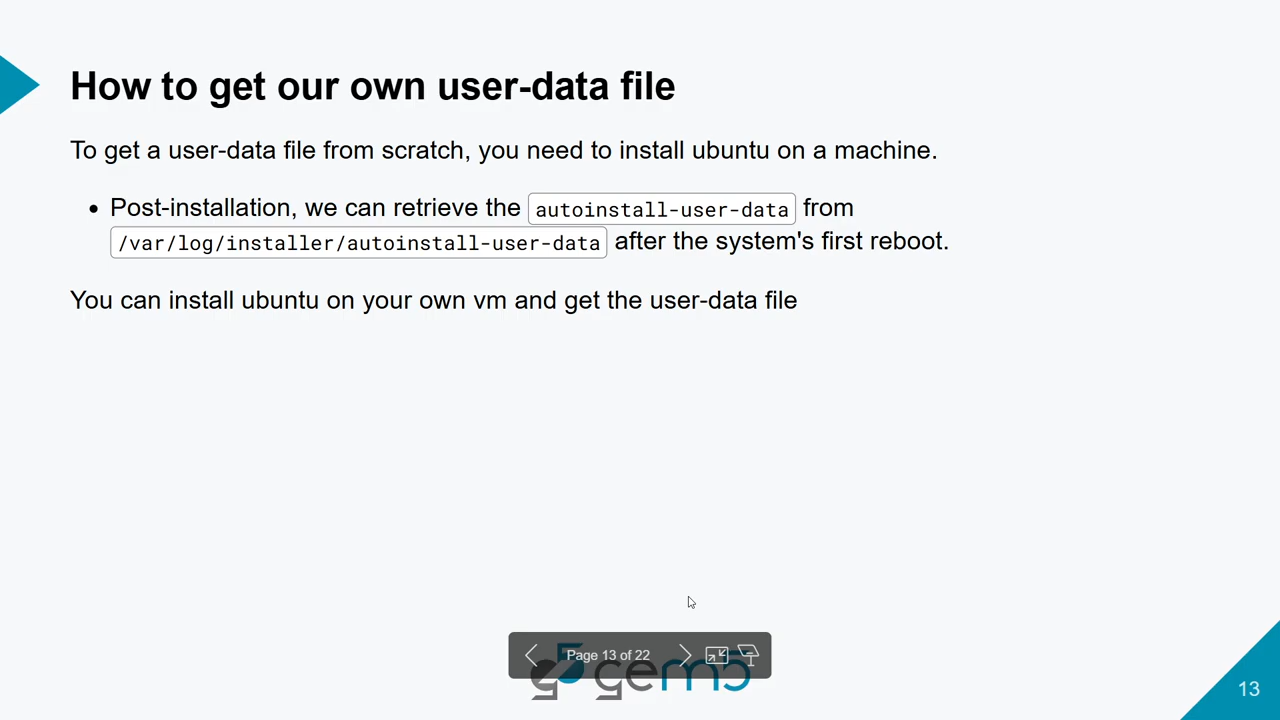 How to get our own user-data file
To get a user-data file from scratch, you need to install ubuntu on a machine.
• Post-installation, we can retrieve the autoinstall-user-data from
/var/log/installer/autoinstall-user-data after the system's first reboot.
You can install ubuntu on your own vm and get the user-data file
Page 13 of 22
gem5
13